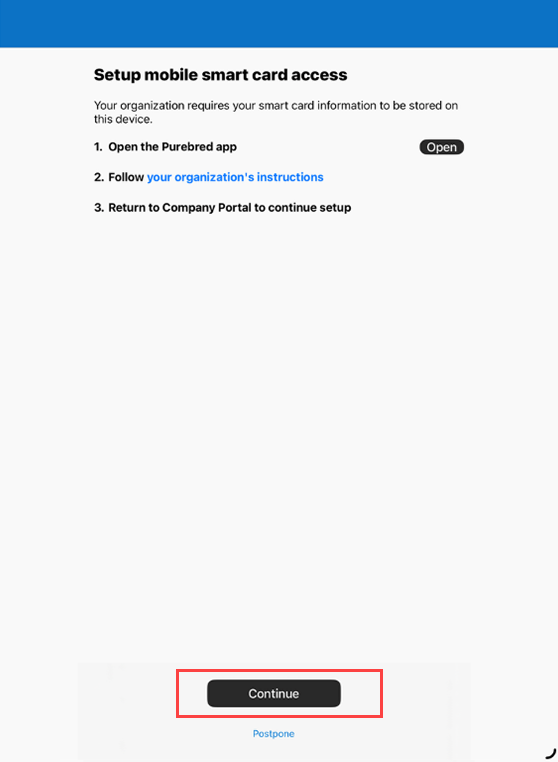 Setup mobile smart card access
Your organization requires your smart card information to be stored on
this device.
1. Open the Purebred app
Open
2. Follow your organization's instructions
3. Return to Company Portal to continue setup
Continue
Postpone